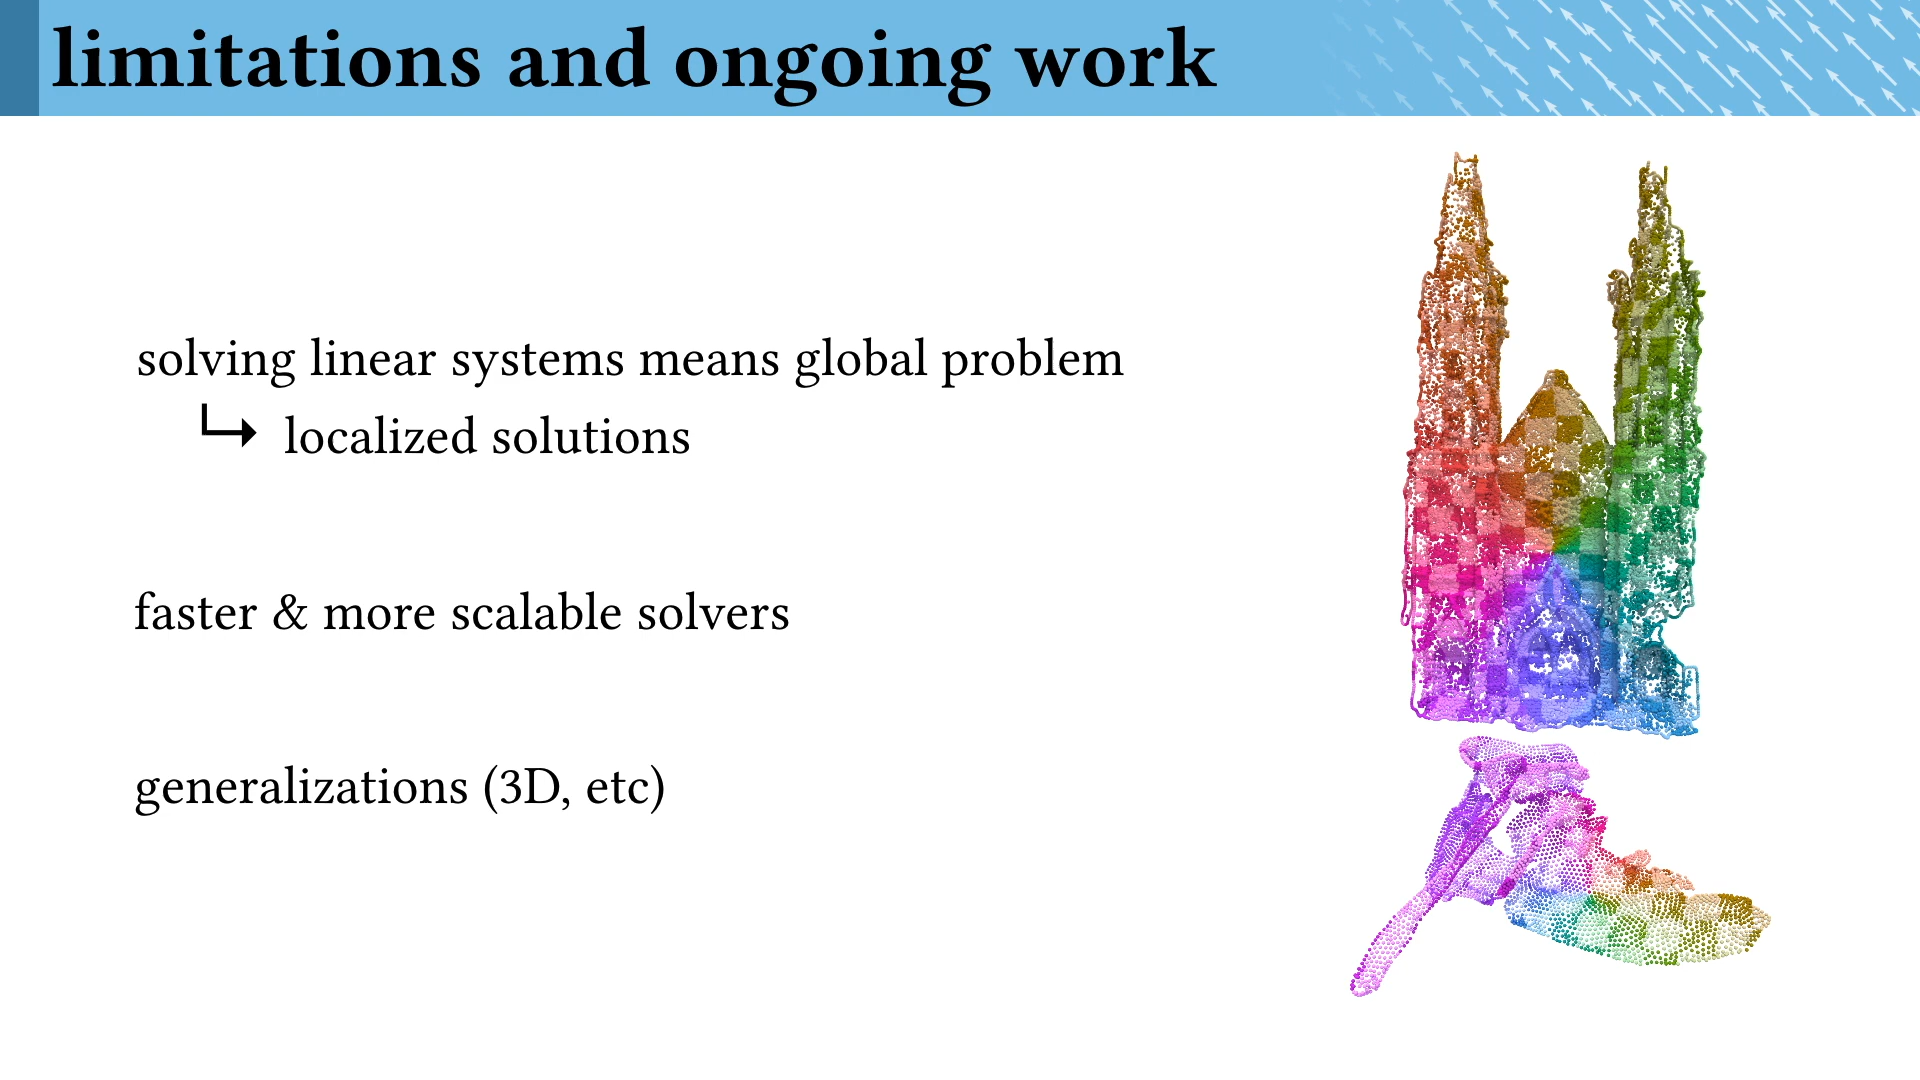 limitations and ongoing work
solving linear systems means global problem
localized solutions
faster & more scalable solvers
generalizations (3D, etc)